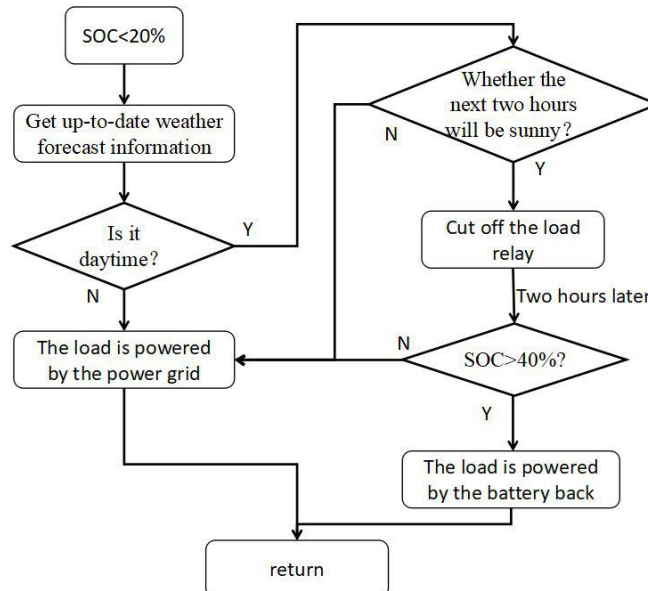 SOC<20%
Get up-to-date weather
forecast information
Is it
daytime?
Y
N
The load is powered
by the power grid
Whether the
next two hours
will be sunny?
N
Y
Cut off the load
relay
Two hours later
SOC>40%?
N
Y
The load is powered
by the battery back
return